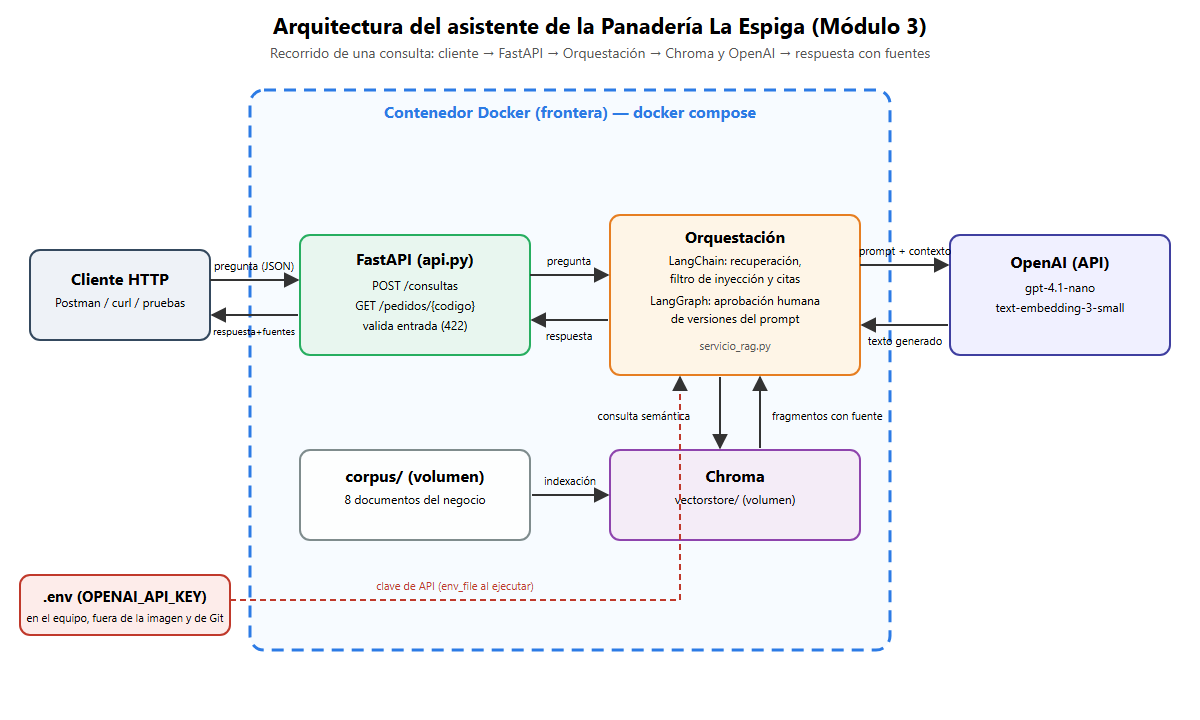 Arquitectura del asistente de la Panadería La Espiga (Módulo 3)
Recorrido de una consulta: cliente → FastAPI → Orquestación → Chroma y OpenAI → respuesta con fuentes
Contenedor Docker (frontera) — docker compose
Cliente HTTP
Postman / curl / pruebas
pregunta (JSON)
respuesta+fuentes
FastAPI (api.py)
POST /consultas
GET /pedidos/{codigo}
valida entrada (422)
pregunta
respuesta
Orquestación
LangChain: recuperación,
filtro de inyección y citas
LangGraph: aprobación humana
de versiones del prompt
servicio_rag.py
prompt + contexto
texto generado
OpenAI (API)
gpt-4.1-nano
text-embedding-3-small
consulta semántica
fragmentos con fuente
corpus/ (volumen)
8 documentos del negocio
indexación
Chroma
vectorstore/ (volumen)
clave de API (env_file al ejecutar)
.env (OPENAI_API_KEY)
en el equipo, fuera de la imagen y de Git